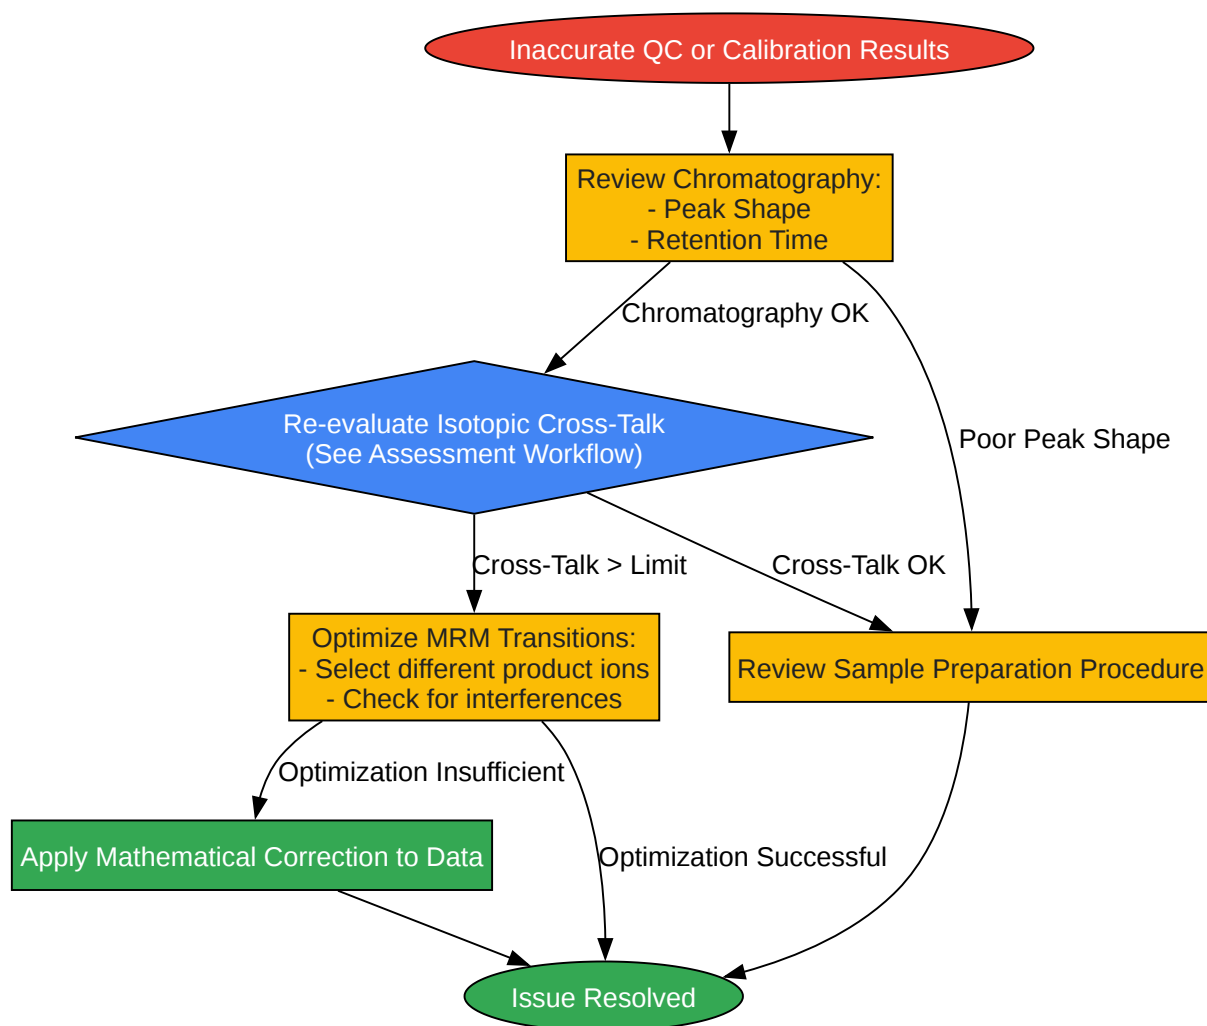 Inaccurate QC or Calibration Results
Review Chromatography:
- Peak Shape
- Retention Time
Chromatography OK
Re-evaluate Isotopic Cross-Talk
(See Assessment Workflow)
Poor Peak Shape
Cross-Talk > Limit
Cross-Talk OK
Optimize MRM Transitions:
- Select different product ions
- Check for interferences
Review Sample Preparation Procedure
Optimization Insufficient
Apply Mathematical Correction to Data
Optimization Successful
Issue Resolved